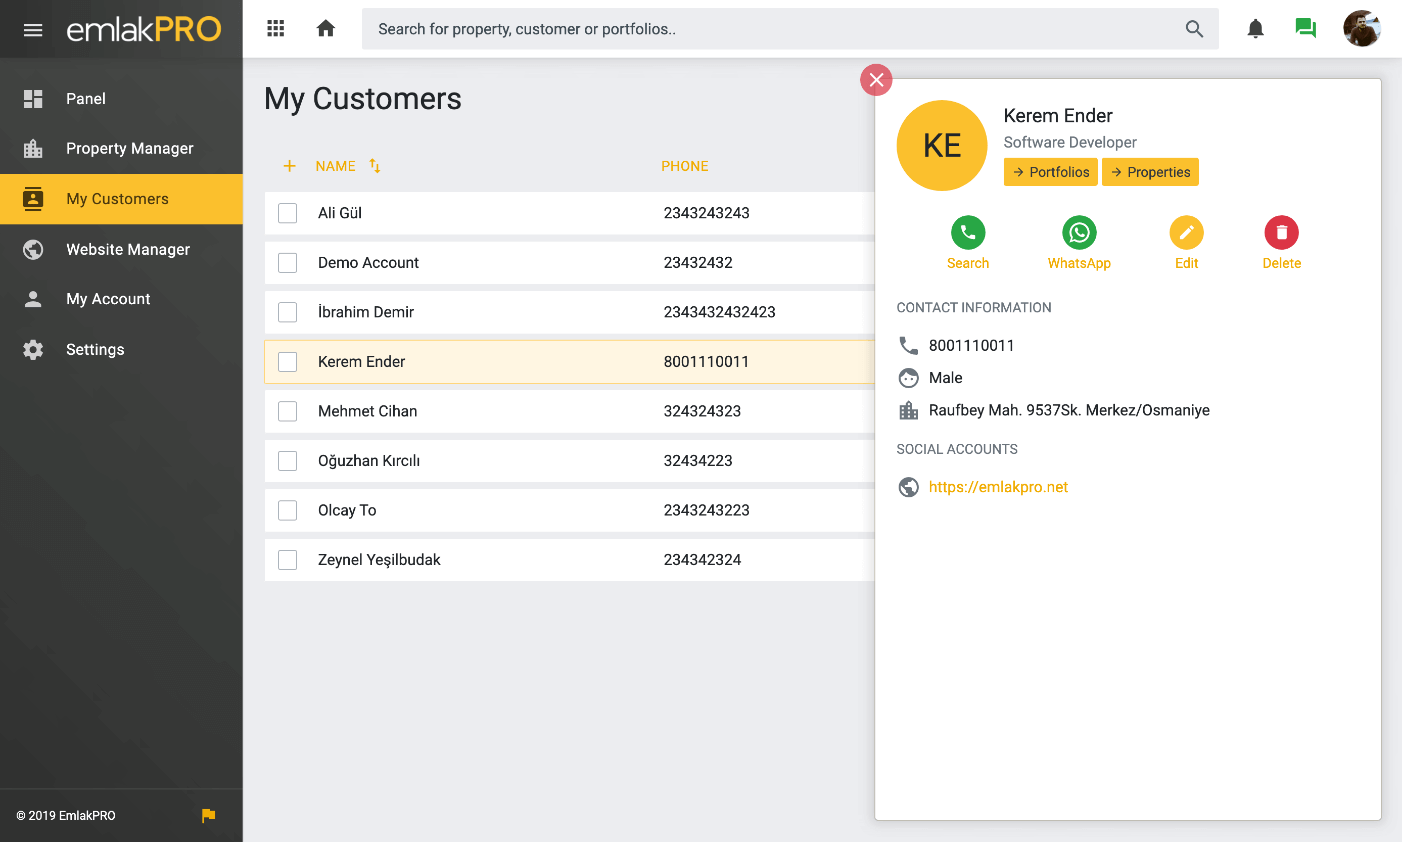 emlakPRO
Search for property, customer or portfolios..
Panel
Property Manager
My Customers
Website Manager
My Account
Settings
© 2019 EmlakPRO
My Customers
NAME
PHONE
Ali Gül 2343243243
Demo Account 23432432
İbrahim Demir 2343432432423
Kerem Ender 8001110011
Mehmet Cihan 324324323
Oğuzhan Kırcılı 32434223
Olcay To 2343243223
Zeynel Yeşilbudak 234342324
KE
Kerem Ender
Software Developer
Portfolios Properties
Search WhatsApp Edit Delete
CONTACT INFORMATION
8001110011
Male
Raufbey Mah. 9537Sk. Merkez/Osmaniye
SOCIAL ACCOUNTS
https://emlakpro.net